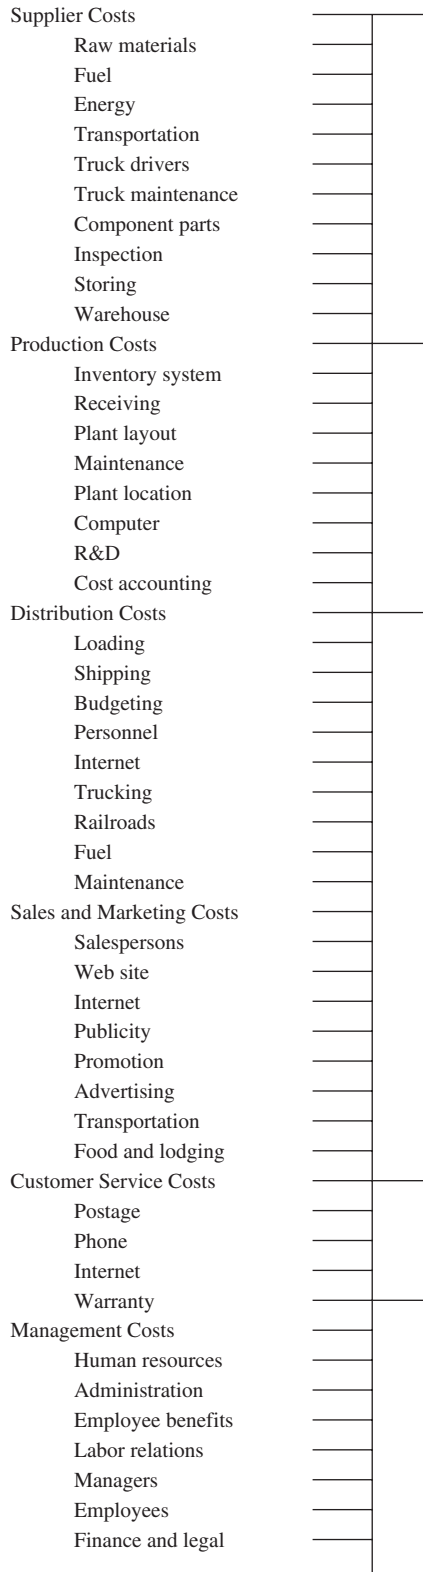 Supplier Costs
Raw materials
Fuel
Energy
Transportation
Truck drivers
Truck maintenance
Component parts
Inspection
Storing
Warehouse
Production Costs
Inventory system
Receiving
Plant layout
Maintenance
Plant location
Computer
R&D
Cost accounting
Distribution Costs
Loading
Shipping
Budgeting
Personnel
Internet
Trucking
Railroads
Fuel
Maintenance
Sales and Marketing Costs
Salespersons
Web site
Internet
Publicity
Promotion
Advertising
Transportation
Food and lodging
Customer Service Costs
Postage
Phone
Internet
Warranty
Management Costs
Human resources
Administration
Employee benefits
Labor relations
Managers
Employees
Finance and legal